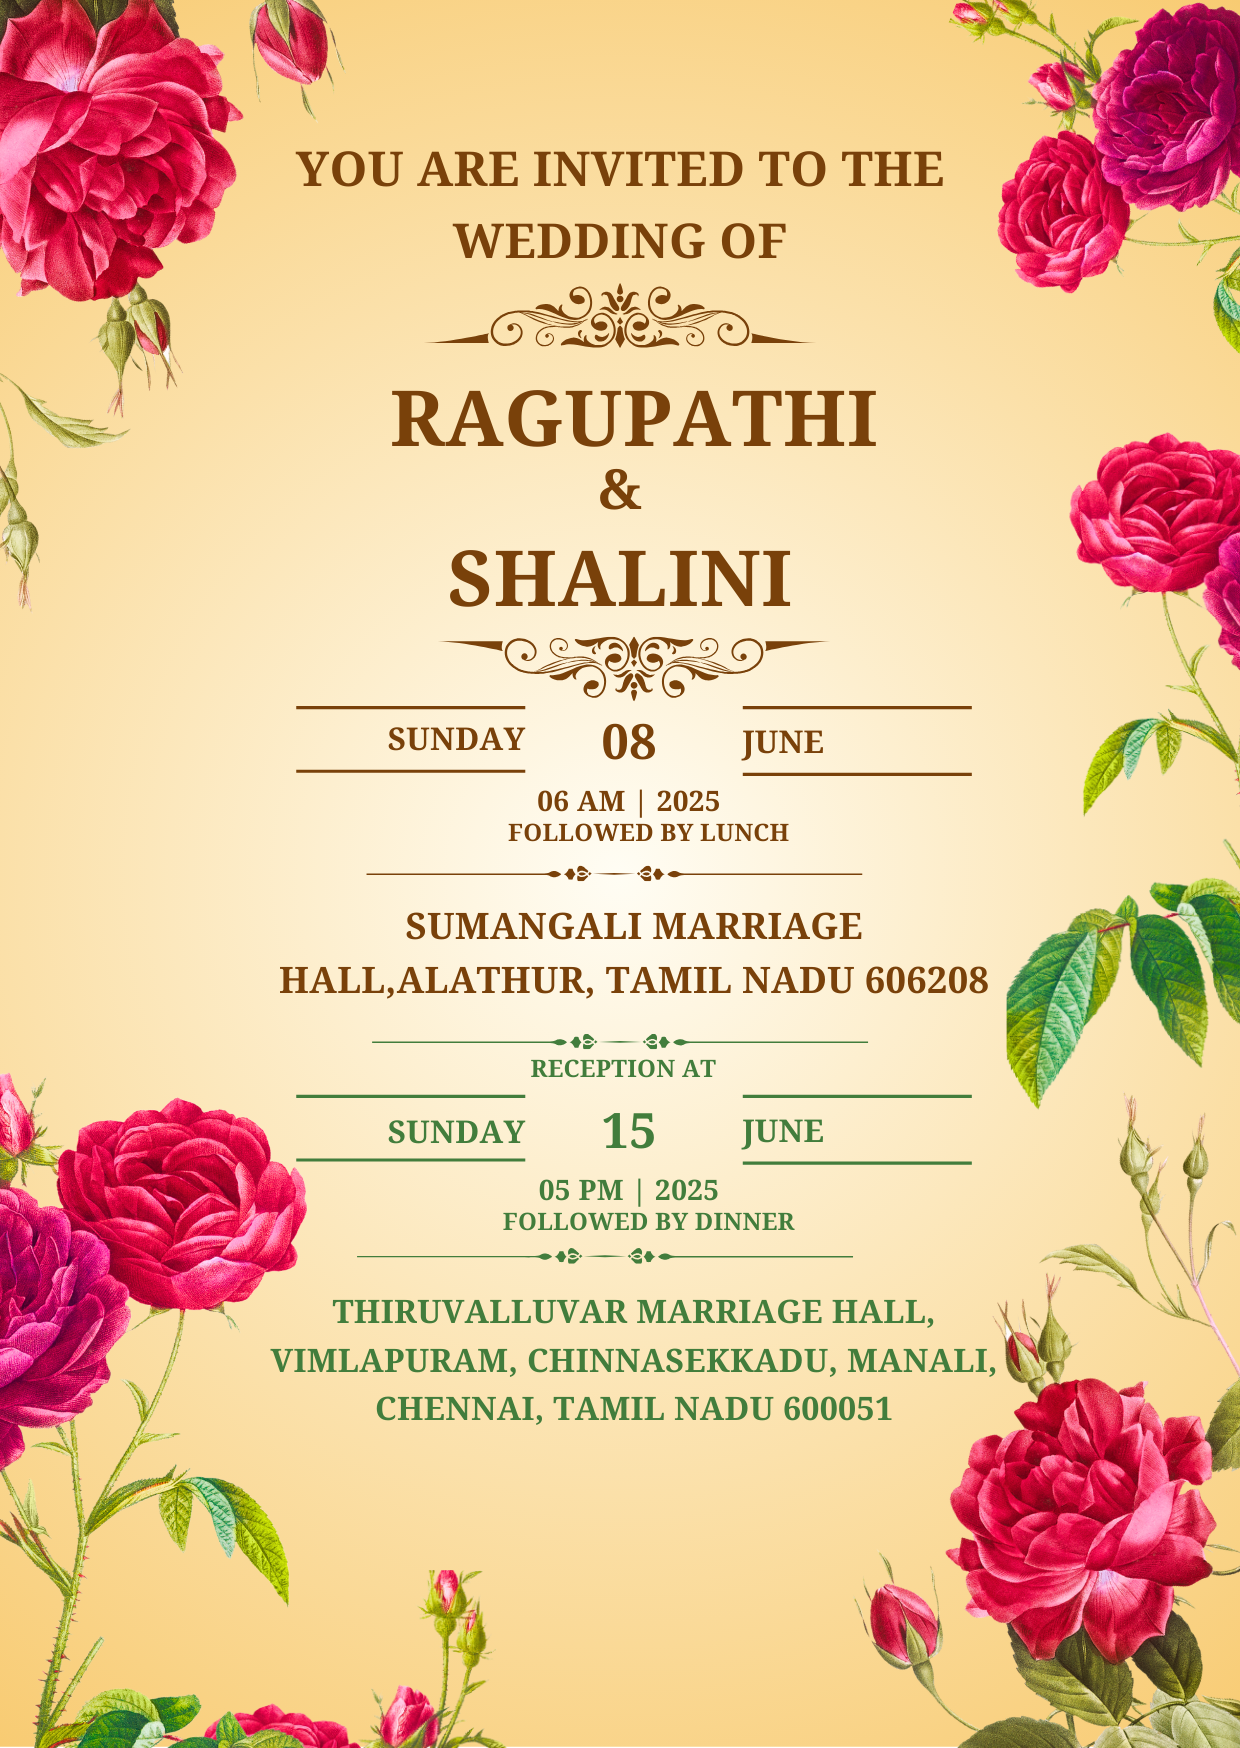 YOU ARE INVITED TO THE
WEDDING OF
RAGUPATHI
&
SHALINI
SUNDAY 08 JUNE
06 AM | 2025
FOLLOWED BY LUNCH
SUMANGALI MARRIAGE
HALL,ALATHUR, TAMIL NADU 606208
RECEPTION AT
SUNDAY 15 JUNE
05 PM | 2025
FOLLOWED BY DINNER
THIRUVALLUVAR MARRIAGE HALL,
VIMLAPURAM, CHINNASEKKADU, MANALI,
CHENNAI, TAMIL NADU 600051